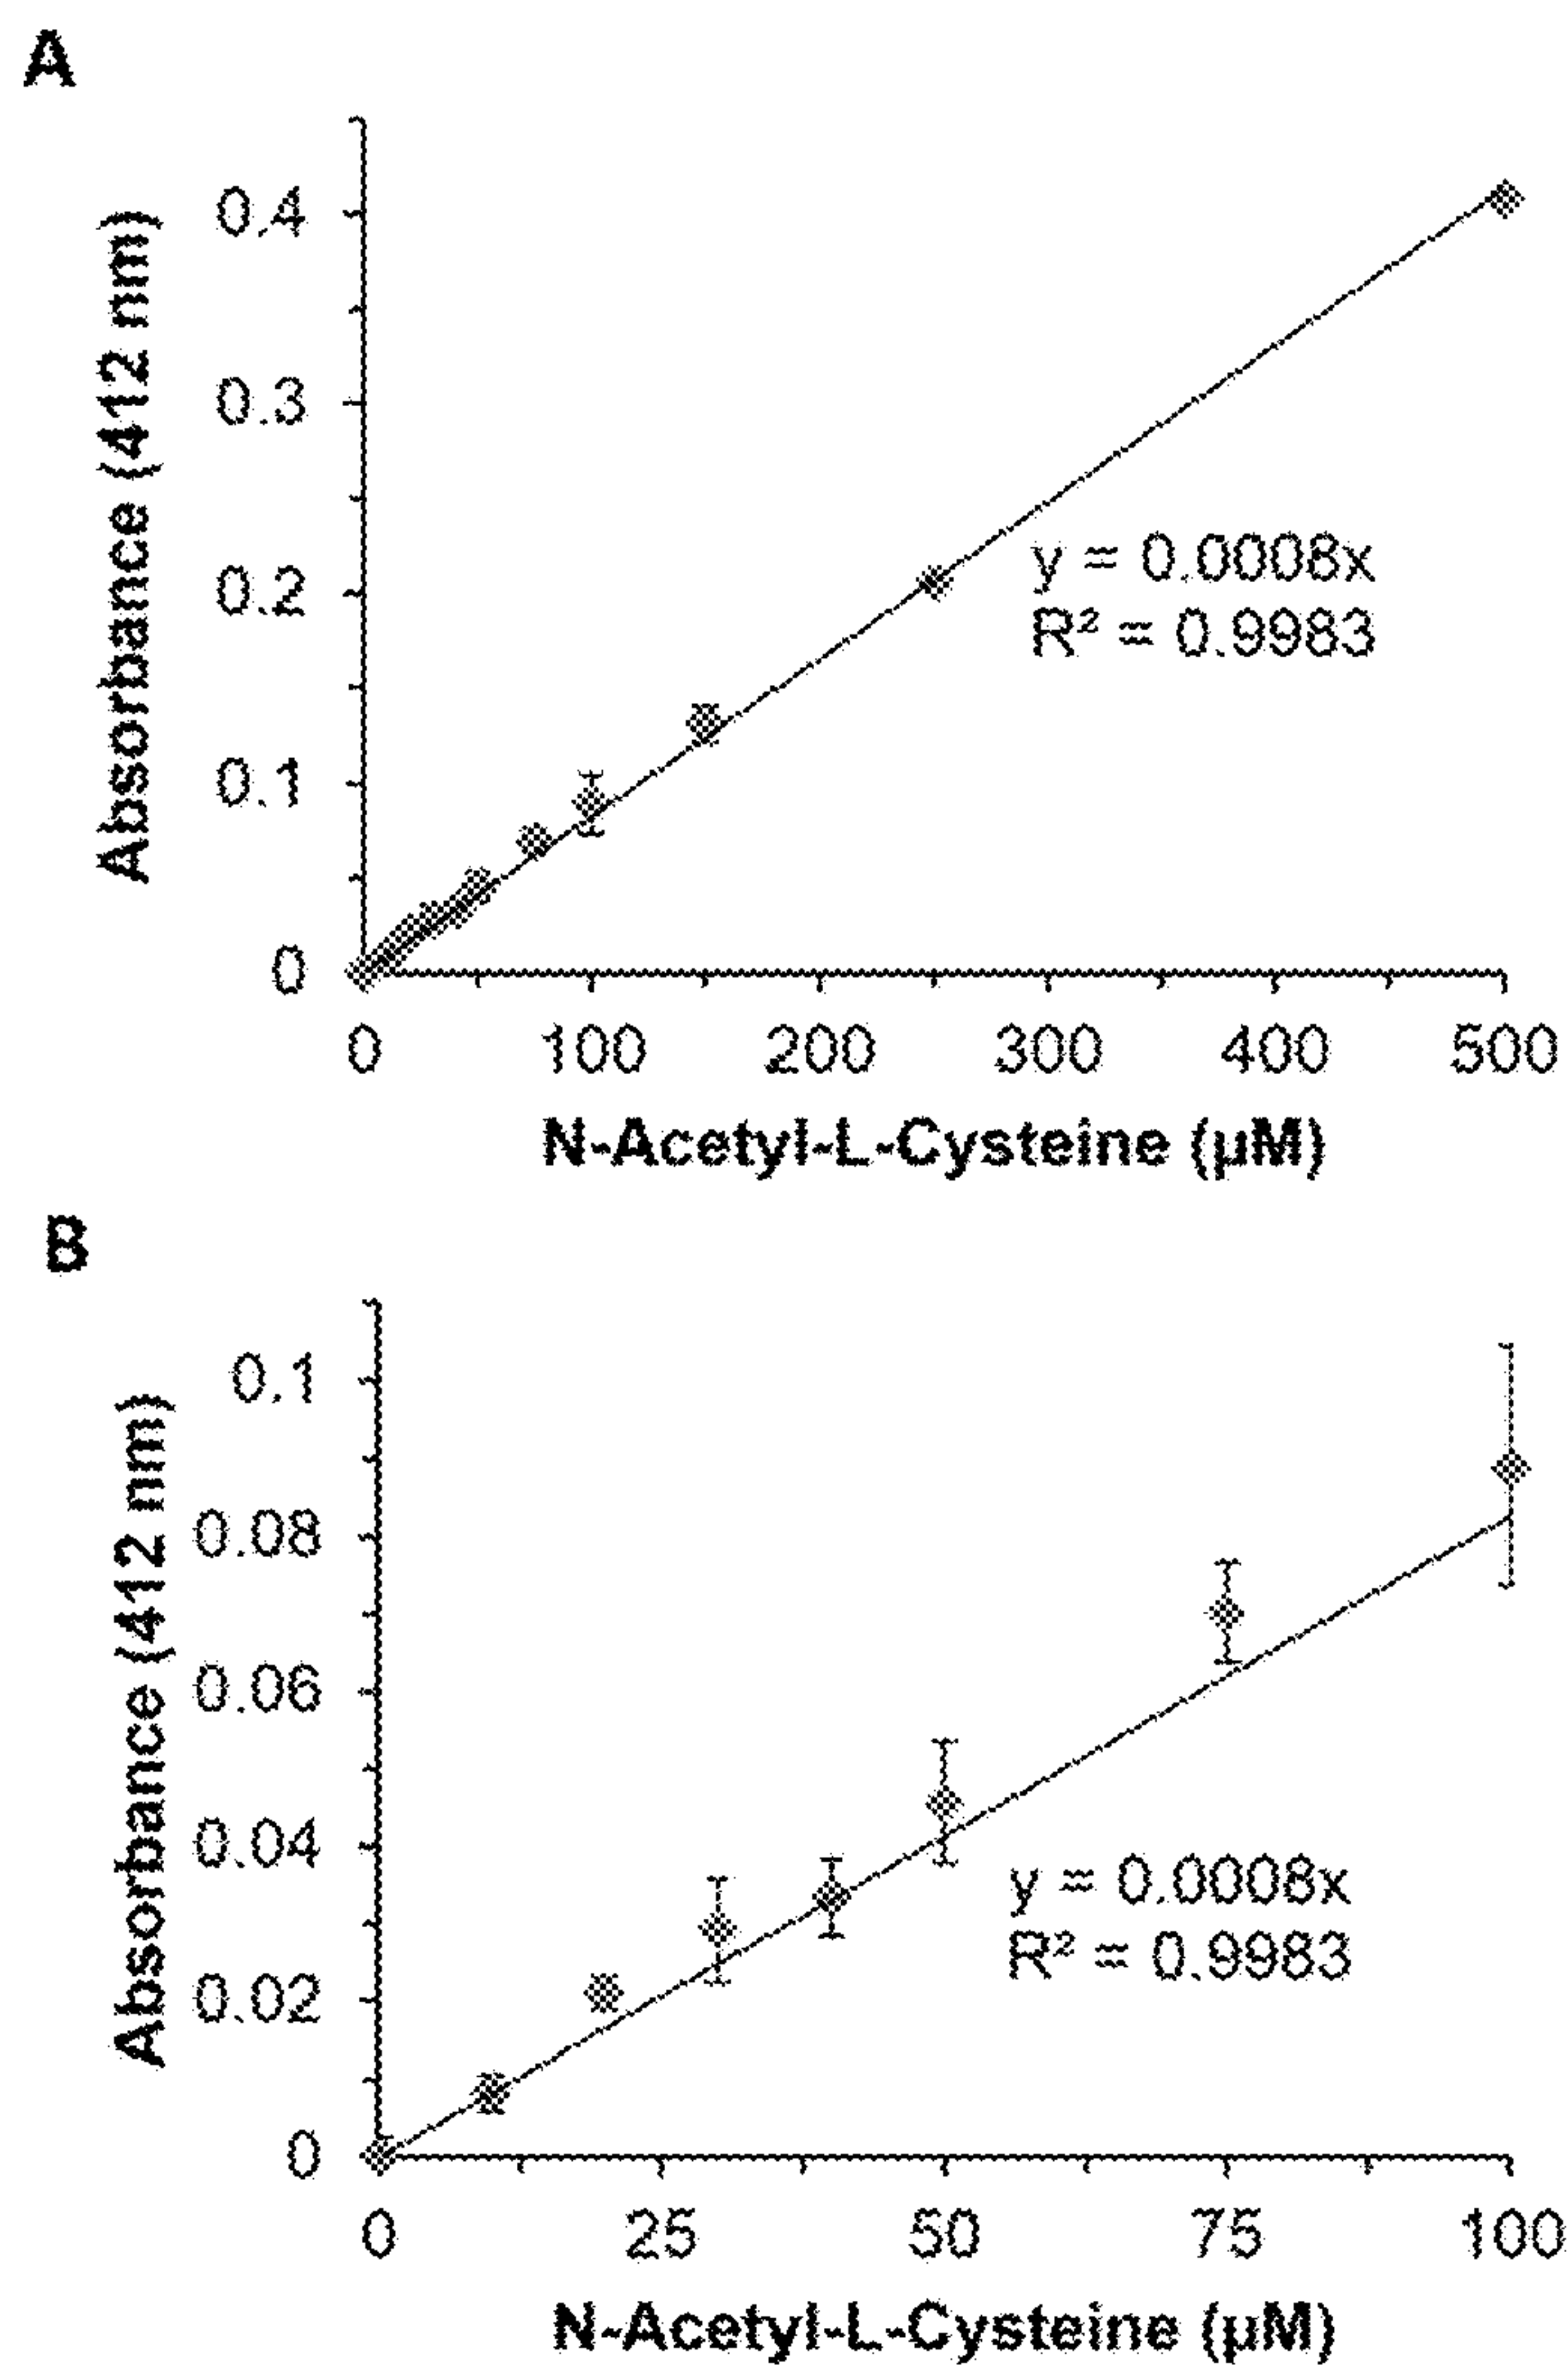 A
Absorbance (412 nm)
0.4
0.3
0.2
0.1
0
y = 0.0008x
R² = 0.9983
0 100 200 300 400 500
N-Acetyl-L-Cysteine (µM)
B
Absorbance (412 nm)
0.1
0.08
0.06
0.04
0.02
0
y = 0.0008x
R² = 0.9983
0 25 50 75 100
N-Acetyl-L-Cysteine (µM)